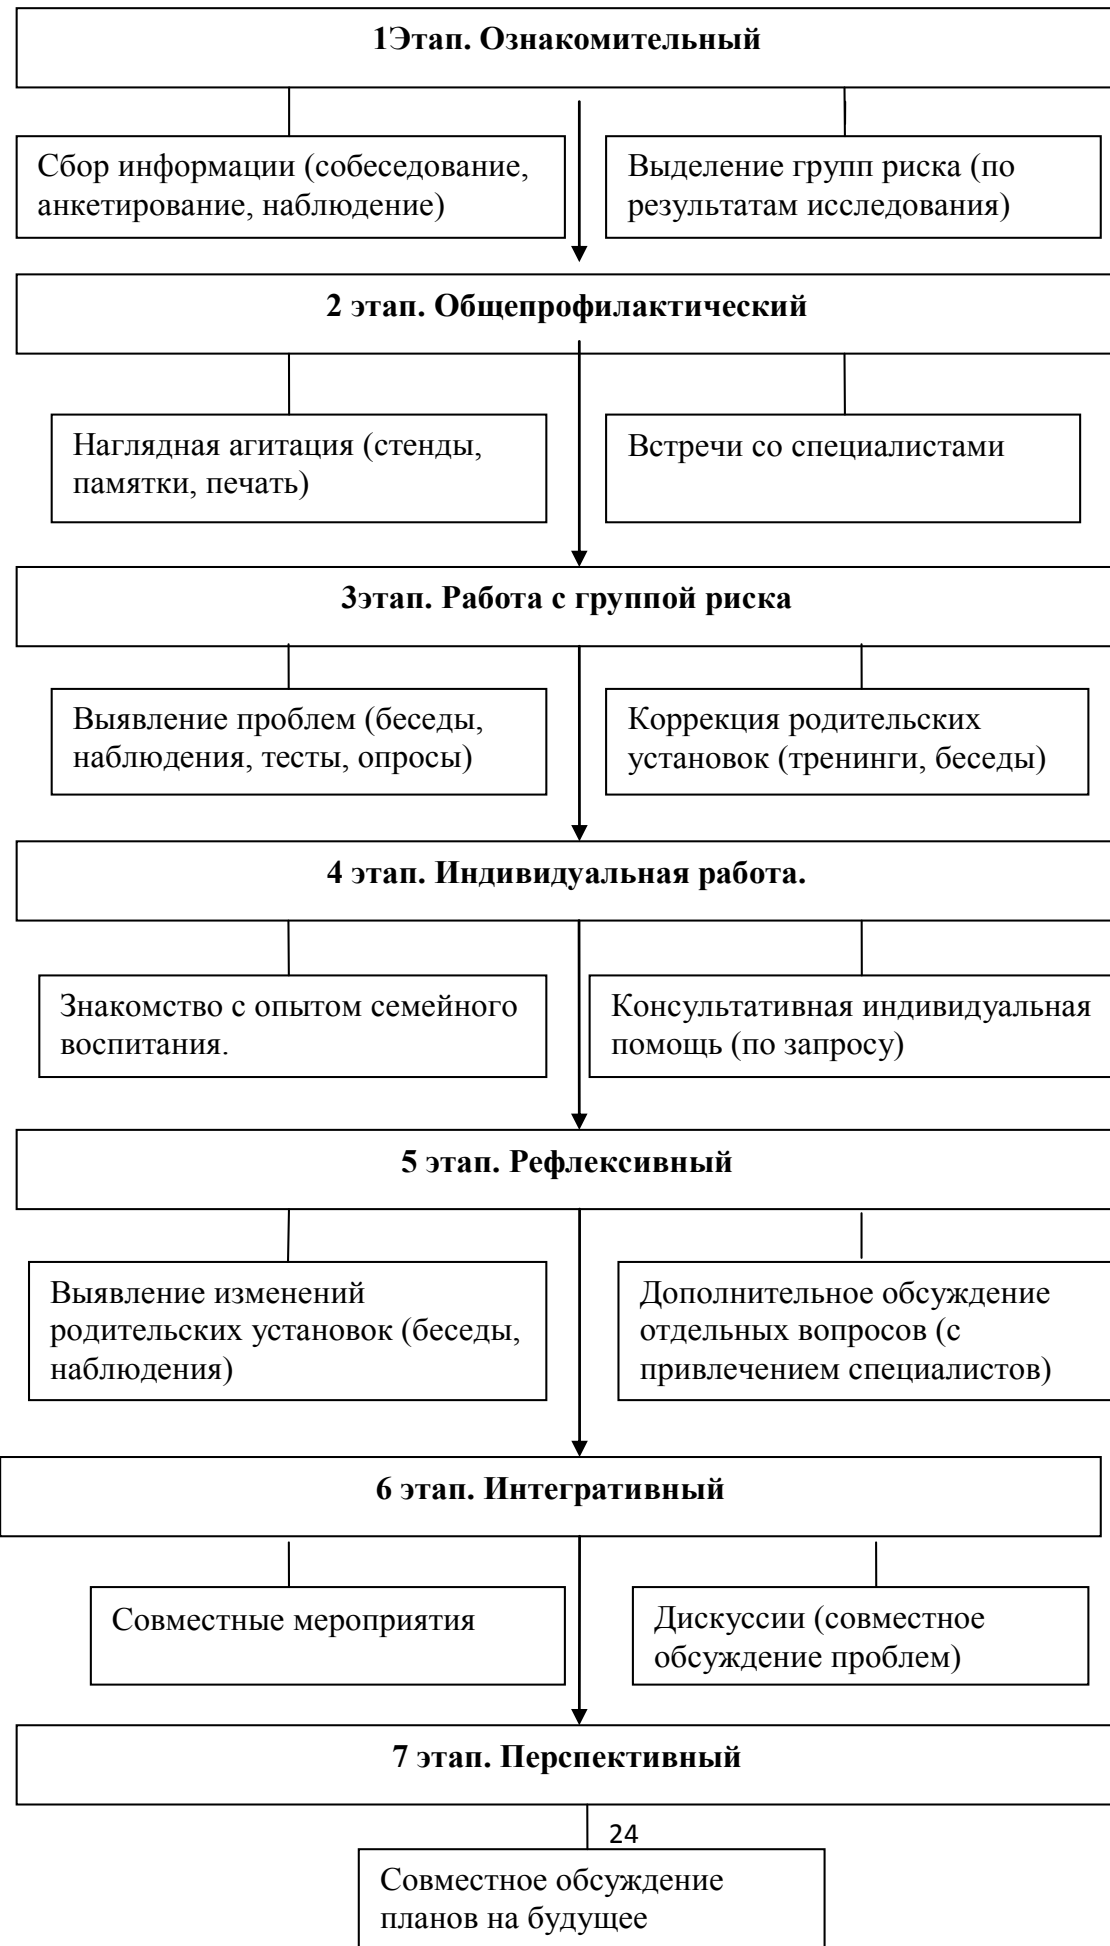 1Этап. Ознакомительный
Сбор информации (собеседование,
анкетирование, наблюдение)
Выделение групп риска (по
результатам исследования)
2 этап. Общепрофилактический
Наглядная агитация (стенды,
памятки, печать)
Встречи со специалистами
3этап. Работа с группой риска
Выявление проблем (беседы,
наблюдения, тесты, опросы)
Коррекция родительских
установок (тренинги, беседы)
4 этап. Индивидуальная работа.
Знакомство с опытом семейного
воспитания.
Консультативная индивидуальная
помощь (по запросу)
5 этап. Рефлексивный
Выявление изменений
родительских установок (беседы,
наблюдения)
Дополнительное обсуждение
отдельных вопросов (с
привлечением специалистов)
6 этап. Интегративный
Совместные мероприятия
Дискуссии (совместное
обсуждение проблем)
7 этап. Перспективный
24
Совместное обсуждение
планов на будущее